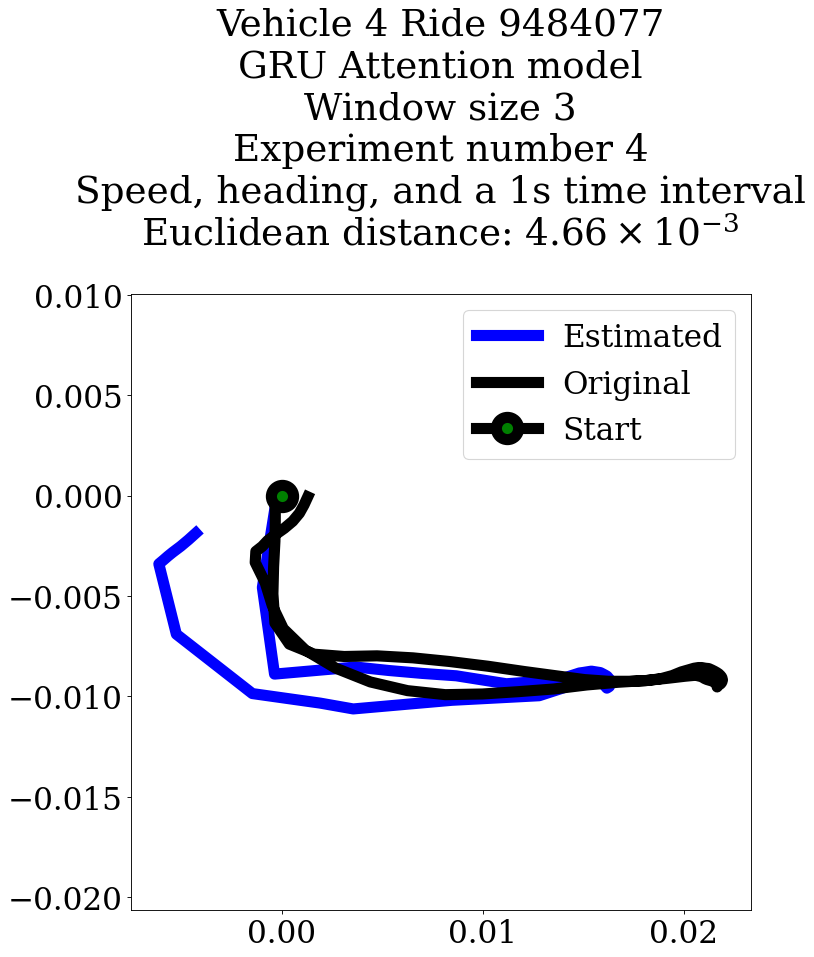 Vehicle 4 Ride 9484077
GRU Attention model
Window size 3
Experiment number 4
Speed, heading, and a 1s time interval
Euclidean distance: 4.66 × 10⁻³
0.010
Estimated
0.005
Original
Start
0.000
−0.005
−0.010
−0.015
−0.020
0.00
0.01
0.02